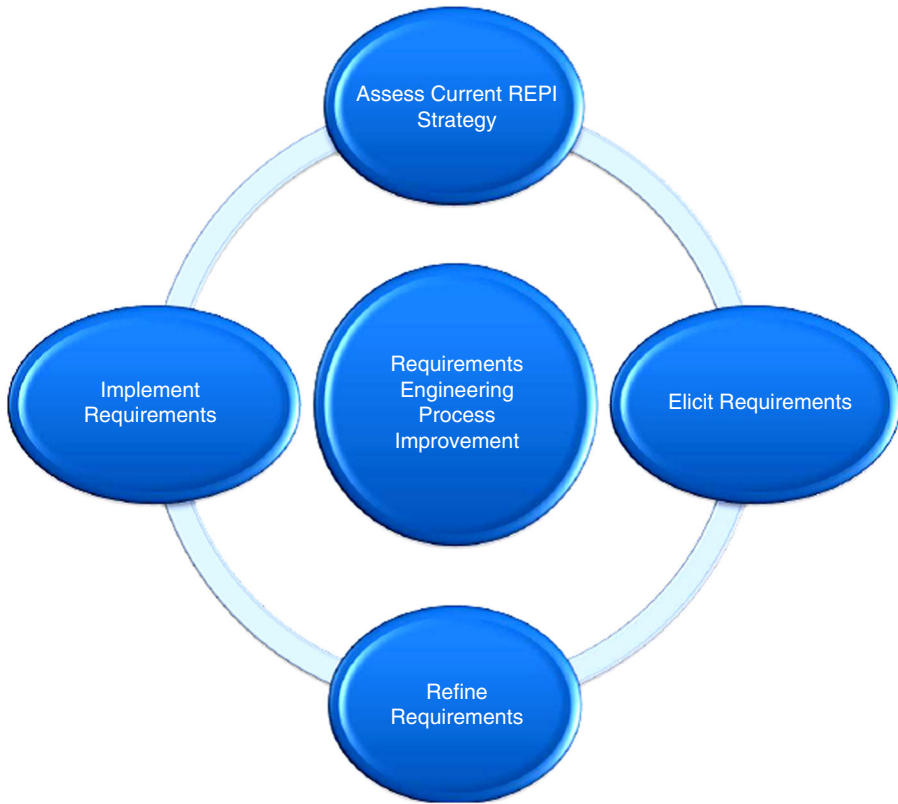 Assess Current REPI
Strategy
Implement
Requirements
Requirements
Engineering
Process
Improvement
Elicit Requirements
Refine
Requirements